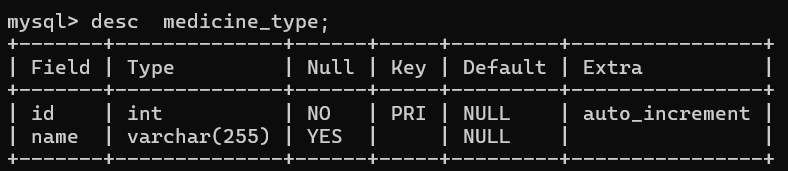 mysql> desc  medicine_type;
+-------+--------------+------+-----+---------+----------------+
| Field | Type         | Null | Key | Default | Extra          |
+-------+--------------+------+-----+---------+----------------+
| id    | int          | NO   | PRI | NULL    | auto_increment |
| name  | varchar(255) | YES  |     | NULL    |                |
+-------+--------------+------+-----+---------+----------------+